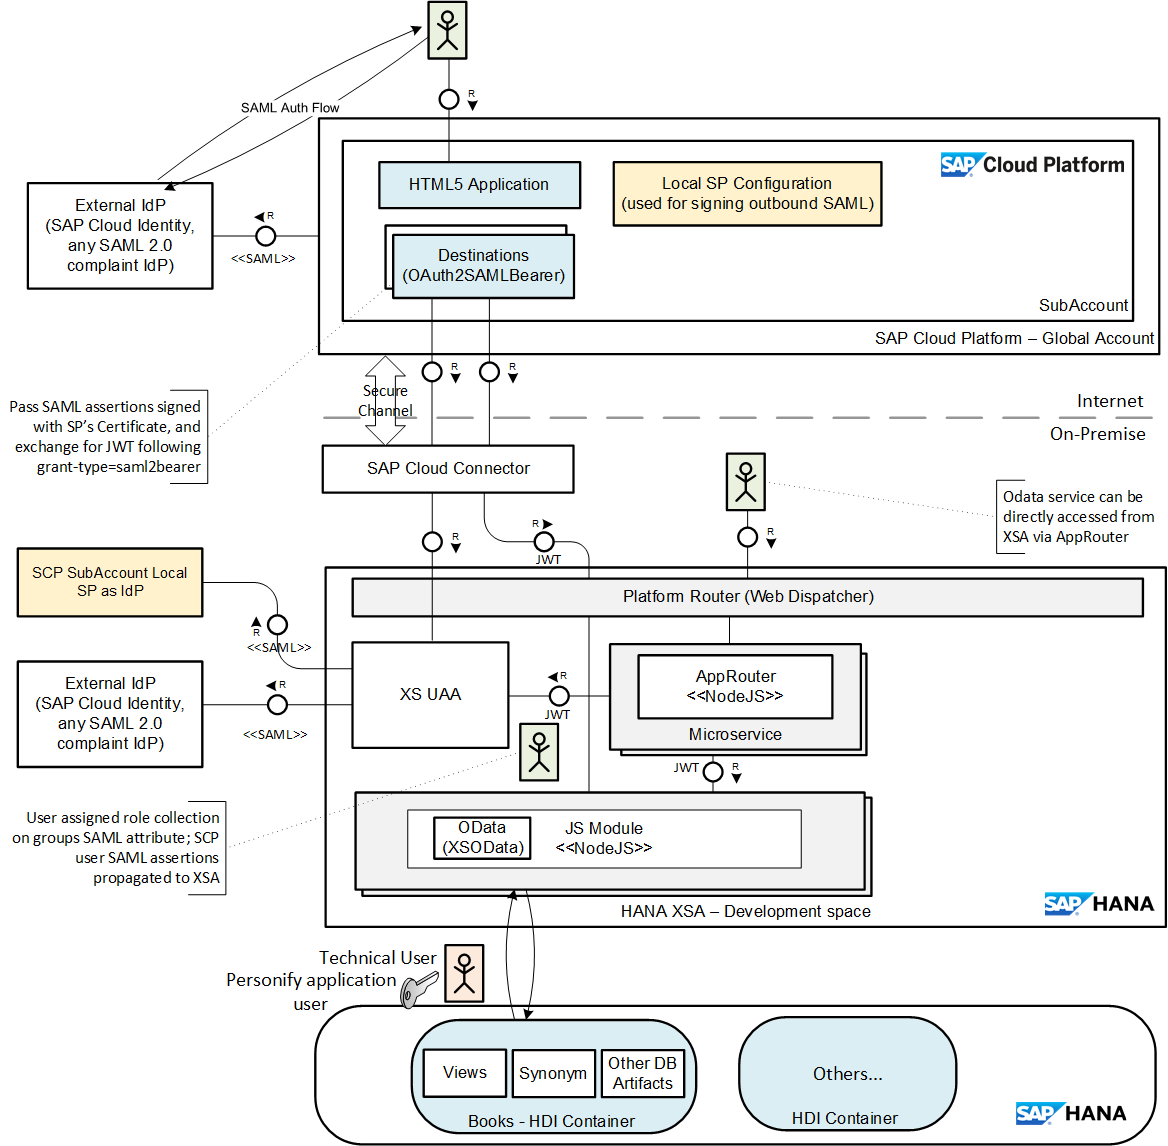 R
SAML Auth Flow
SAP Cloud Platform
HTML5 Application
Local SP Configuration
(used for signing outbound SAML)
External IdP
(SAP Cloud Identity,
any SAML 2.0
complaint IdP)
R
<<SAML>>
Destinations
(OAuth2SAMLBearer)
SubAccount
SAP Cloud Platform – Global Account
R
R
Secure
Channel
Internet
On-Premise
Pass SAML assertions signed
with SP's Certificate, and
exchange for JWT following
grant-type=saml2bearer
SAP Cloud Connector
Odata service can be
directly accessed from
XSA via AppRouter
R
R
JWT
R
SCP SubAccount Local
SP as IdP
Platform Router (Web Dispatcher)
R
<<SAML>>
External IdP
(SAP Cloud Identity,
any SAML 2.0
complaint IdP)
R
<<SAML>>
XS UAA
R
JWT
AppRouter
<<NodeJS>>
Microservice
JWT
R
User assigned role collection
on groups SAML attribute; SCP
user SAML assertions
propagated to XSA
OData
(XSOData)
JS Module
<<NodeJS>>
HANA XSA – Development space
SAP HANA
Technical User
Personify application
user
Views
Synonym
Other DB
Artifacts
Books - HDI Container
Others...
HDI Container
SAP HANA